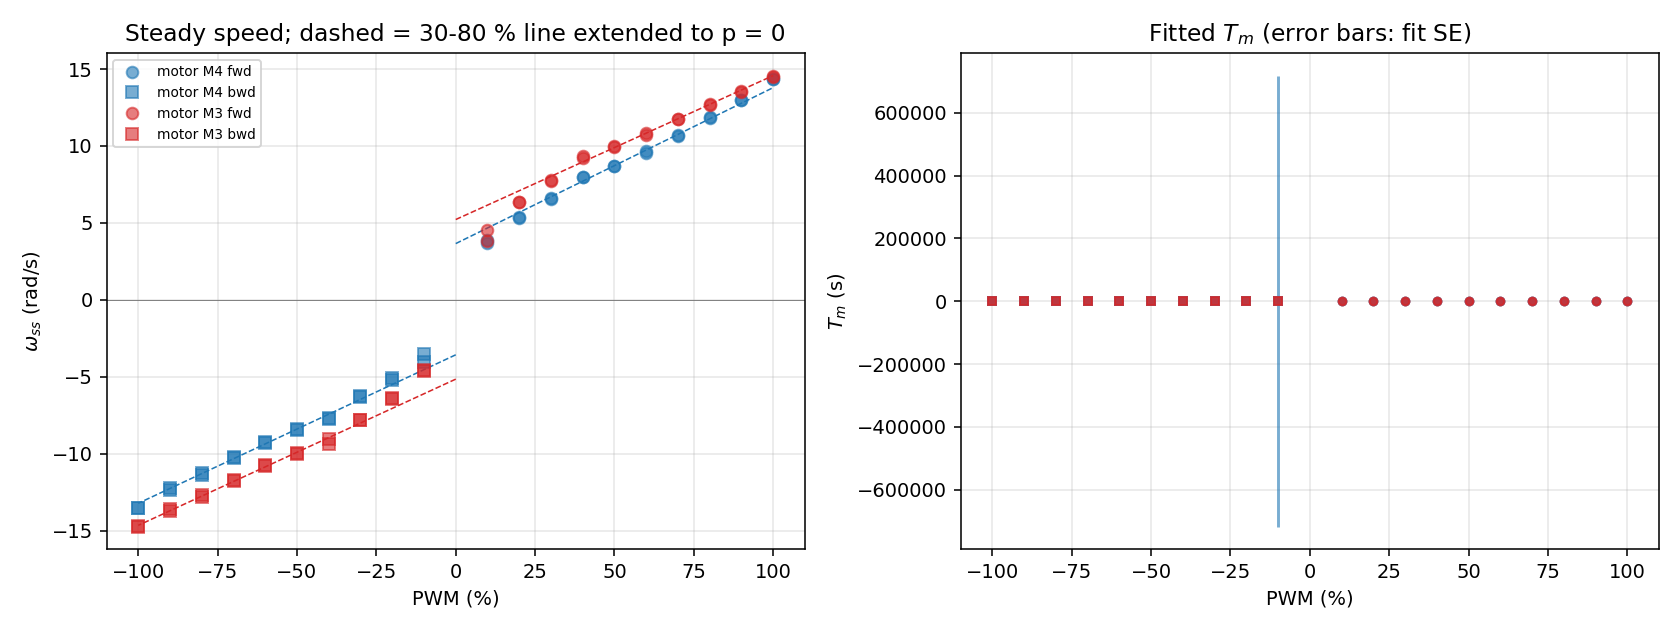 Steady speed; dashed = 30-80 % line extended to p = 0
motor M4 fwd
motor M4 bwd
motor M3 fwd
motor M3 bwd
15
10
5
0
−5
−10
−15
ω_ss (rad/s)
−100 −75 −50 −25 0 25 50 75 100
PWM (%)
Fitted T_m (error bars: fit SE)
600000
400000
200000
0
−200000
−400000
−600000
T_m (s)
−100 −75 −50 −25 0 25 50 75 100
PWM (%)